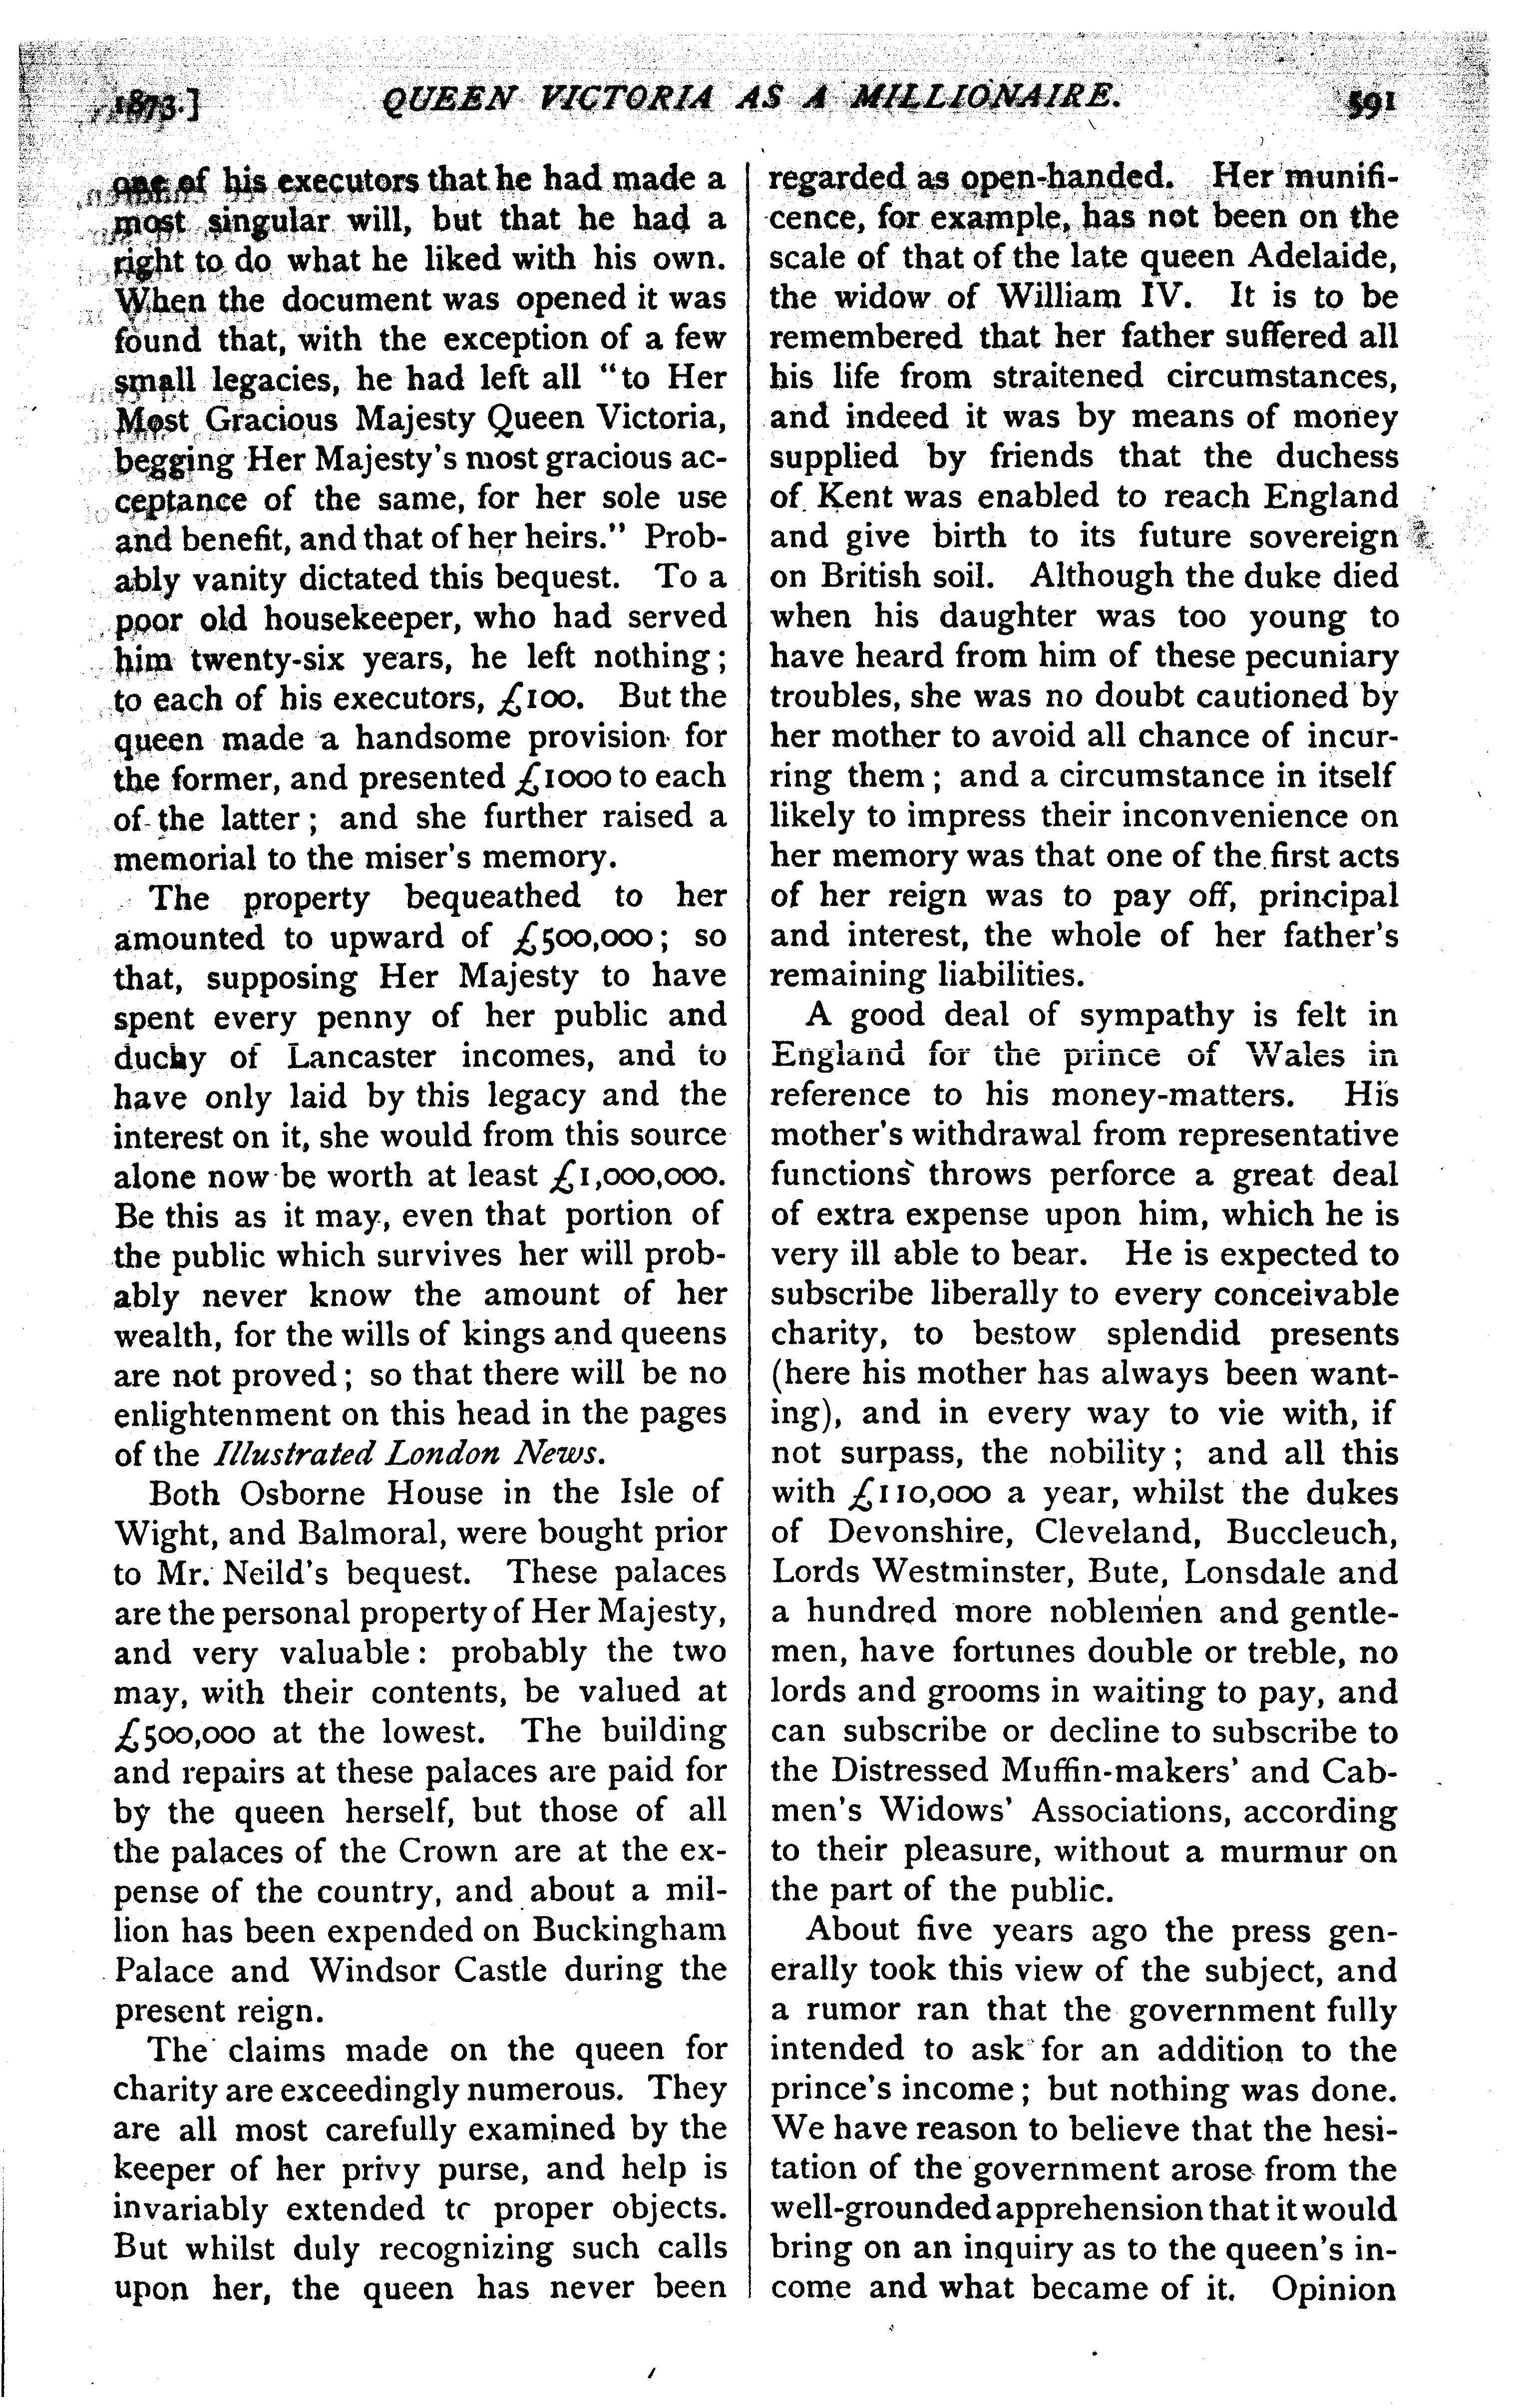 1873.] QUEEN VICTORIA AS A MILLIONAIRE. 591
one of his executors that he had made a
most singular will, but that he had a
right to do what he liked with his own.
When the document was opened it was
found that, with the exception of a few
small legacies, he had left all "to Her
Most Gracious Majesty Queen Victoria,
begging Her Majesty's most gracious ac-
ceptance of the same, for her sole use
and benefit, and that of her heirs." Prob-
ably vanity dictated this bequest. To a
poor old housekeeper, who had served
him twenty-six years, he left nothing;
to each of his executors, £100. But the
queen made a handsome provision for
the former, and presented £1000 to each
of the latter; and she further raised a
memorial to the miser's memory.
The property bequeathed to her
amounted to upward of £500,000; so
that, supposing Her Majesty to have
spent every penny of her public and
duchy of Lancaster incomes, and to
have only laid by this legacy and the
interest on it, she would from this source
alone now be worth at least £1,000,000.
Be this as it may, even that portion of
the public which survives her will prob-
ably never know the amount of her
wealth, for the wills of kings and queens
are not proved; so that there will be no
enlightenment on this head in the pages
of the Illustrated London News.
Both Osborne House in the Isle of
Wight, and Balmoral, were bought prior
to Mr. Neild's bequest. These palaces
are the personal property of Her Majesty,
and very valuable: probably the two
may, with their contents, be valued at
£500,000 at the lowest. The building
and repairs at these palaces are paid for
by the queen herself, but those of all
the palaces of the Crown are at the ex-
pense of the country, and about a mil-
lion has been expended on Buckingham
Palace and Windsor Castle during the
present reign.
The claims made on the queen for
charity are exceedingly numerous. They
are all most carefully examined by the
keeper of her privy purse, and help is
invariably extended to proper objects.
But whilst duly recognizing such calls
upon her, the queen has never been
regarded as open-handed. Her munifi-
cence, for example, has not been on the
scale of that of the late queen Adelaide,
the widow of William IV. It is to be
remembered that her father suffered all
his life from straitened circumstances,
and indeed it was by means of money
supplied by friends that the duchess
of Kent was enabled to reach England
and give birth to its future sovereign
on British soil. Although the duke died
when his daughter was too young to
have heard from him of these pecuniary
troubles, she was no doubt cautioned by
her mother to avoid all chance of incur-
ring them; and a circumstance in itself
likely to impress their inconvenience on
her memory was that one of the first acts
of her reign was to pay off, principal
and interest, the whole of her father's
remaining liabilities.
A good deal of sympathy is felt in
England for the prince of Wales in
reference to his money-matters. His
mother's withdrawal from representative
functions throws perforce a great deal
of extra expense upon him, which he is
very ill able to bear. He is expected to
subscribe liberally to every conceivable
charity, to bestow splendid presents
(here his mother has always been want-
ing), and in every way to vie with, if
not surpass, the nobility; and all this
with £110,000 a year, whilst the dukes
of Devonshire, Cleveland, Buccleuch,
Lords Westminster, Bute, Lonsdale and
a hundred more noblemen and gentle-
men, have fortunes double or treble, no
lords and grooms in waiting to pay, and
can subscribe or decline to subscribe to
the Distressed Muffin-makers' and Cab-
men's Widows' Associations, according
to their pleasure, without a murmur on
the part of the public.
About five years ago the press gen-
erally took this view of the subject, and
a rumor ran that the government fully
intended to ask for an addition to the
prince's income; but nothing was done.
We have reason to believe that the hesi-
tation of the government arose from the
well-grounded apprehension that it would
bring on an inquiry as to the queen's in-
come and what became of it. Opinion